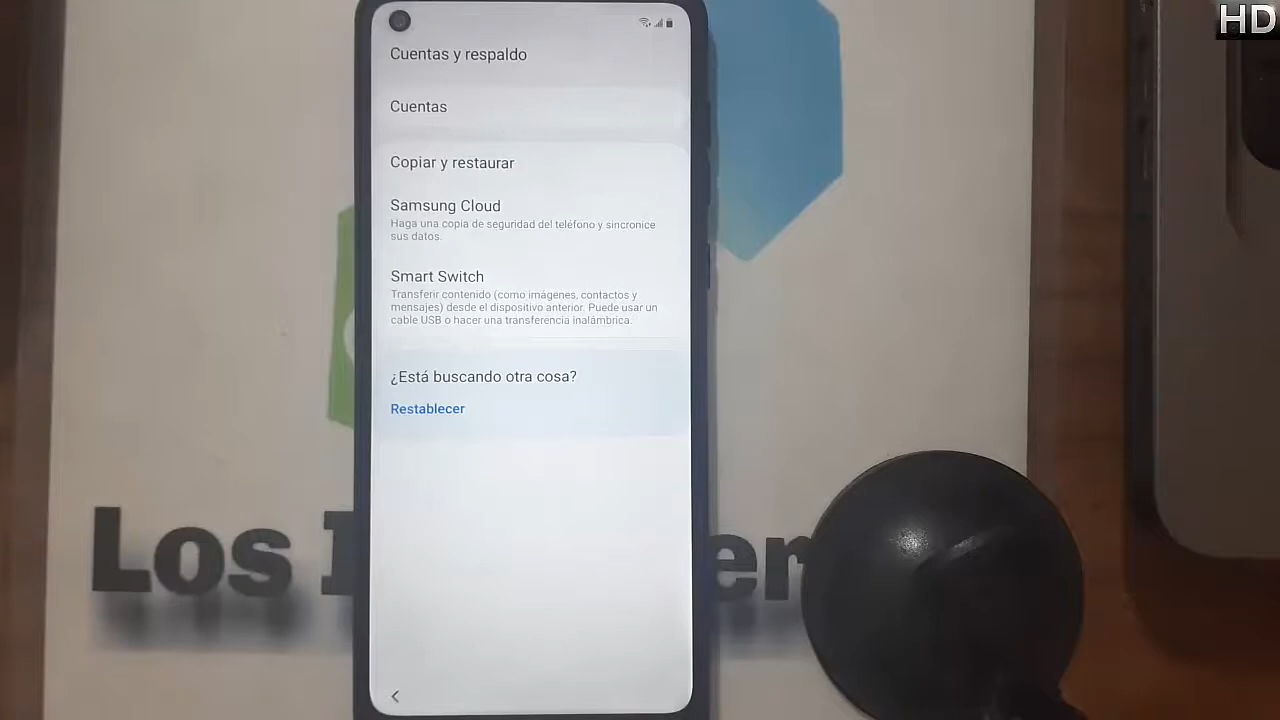 HD
Cuentas y respaldo
Cuentas
Copiar y restaurar
Samsung Cloud
Haga una copia de seguridad del teléfono y sincronice
sus datos.
Smart Switch
Transferir contenido (como imágenes, contactos y
mensajes) desde el dispositivo anterior. Puede usar un
cable USB o hacer una transferencia inalámbrica.
¿Está buscando otra cosa?
Restablecer
Los